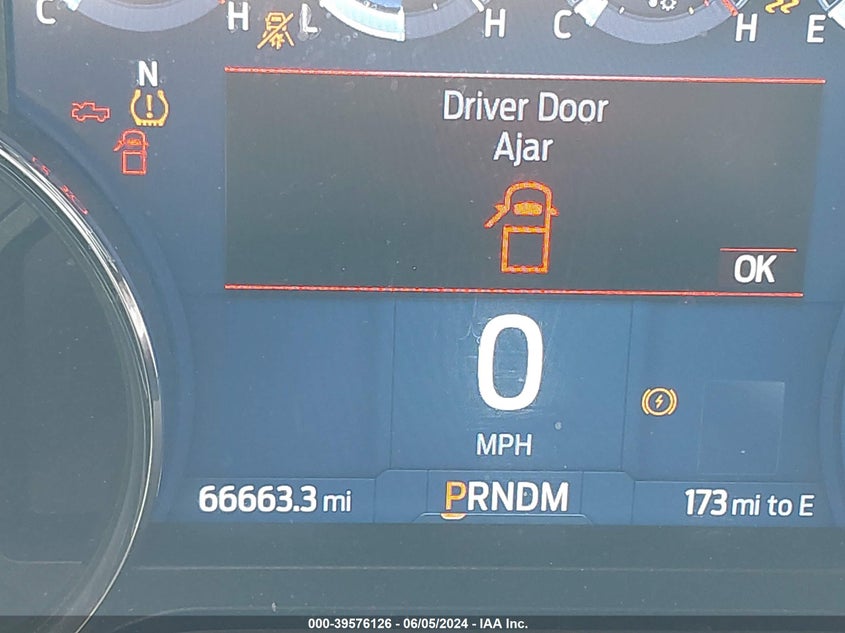 C H L H C H E
N
Driver Door
Ajar
OK
0
MPH
66663.3 mi
PRNDM
173 mi to E
000-39576126 - 06/05/2024 - IAA Inc.